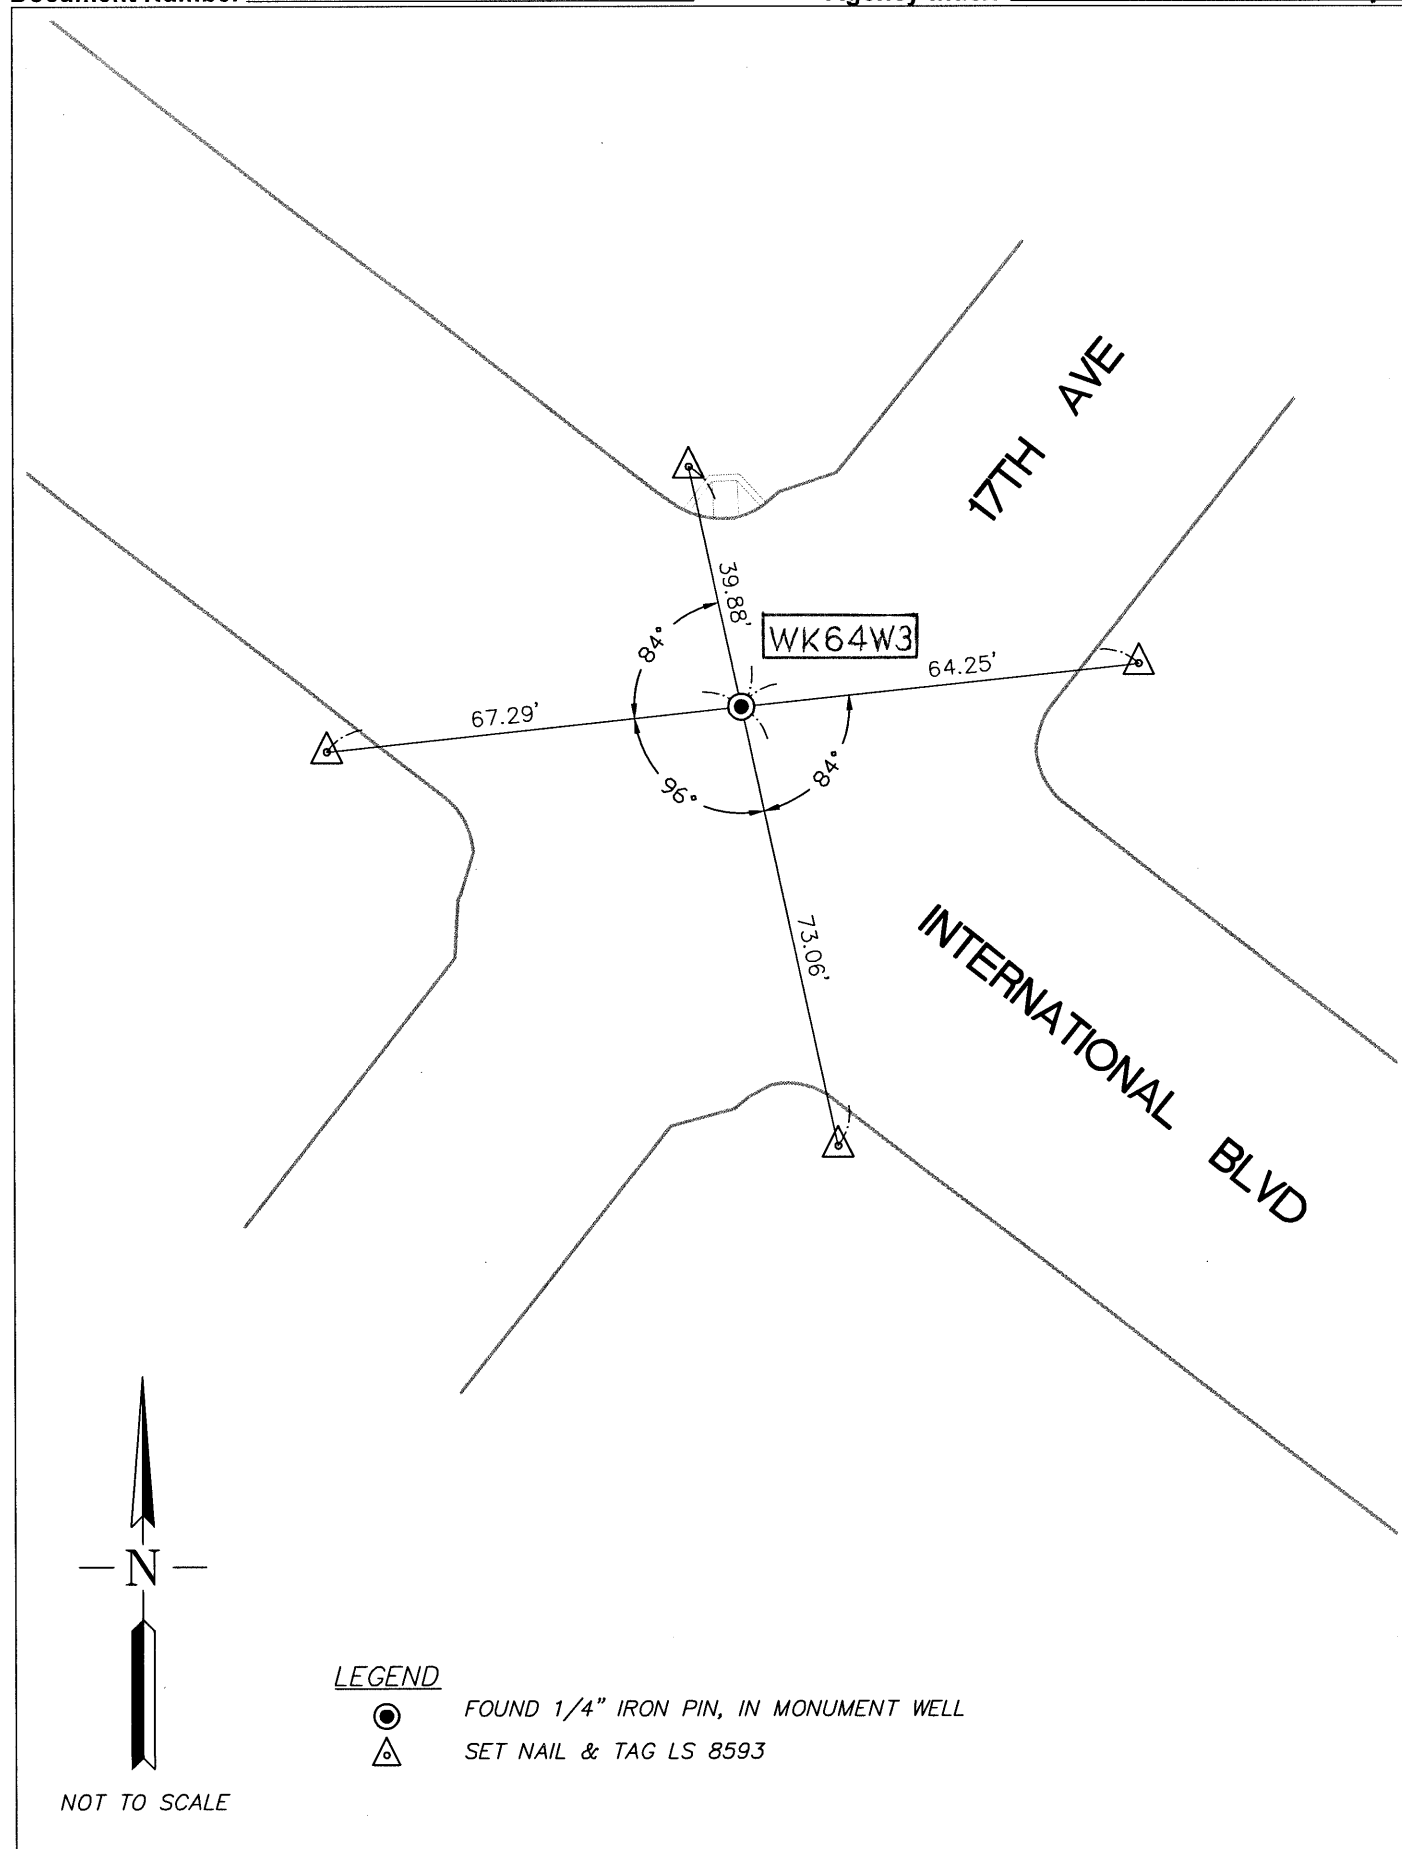 17TH AVE
39.88'
WK64W3
84°
64.25'
67.29'
96°
84°
73.06'
INTERNATIONAL BLVD
N
LEGEND
FOUND 1/4" IRON PIN, IN MONUMENT WELL
SET NAIL & TAG LS 8593
NOT TO SCALE